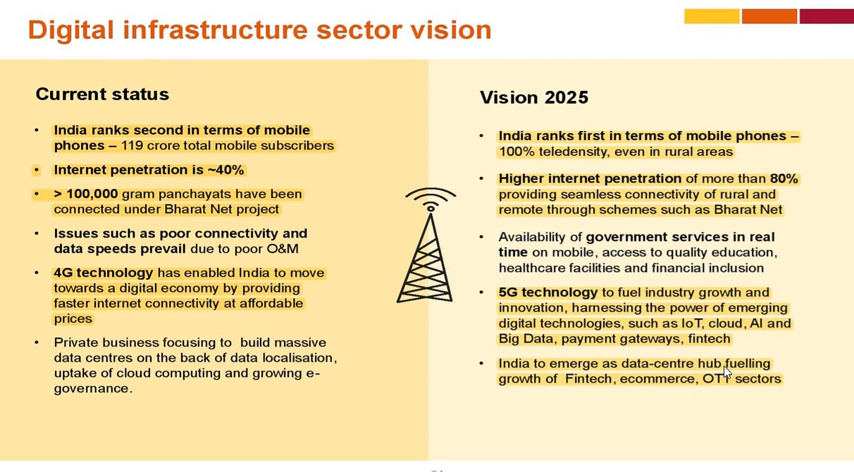 Digital infrastructure sector vision
Current status
• India ranks second in terms of mobile
phones – 119 crore total mobile subscribers
• Internet penetration is ~40%
• > 100,000 gram panchayats have been
connected under Bharat Net project
• Issues such as poor connectivity and
data speeds prevail due to poor O&M
• 4G technology has enabled India to move
towards a digital economy by providing
faster internet connectivity at affordable
prices
• Private business focusing to build massive
data centres on the back of data localisation,
uptake of cloud computing and growing e-
governance.
Vision 2025
• India ranks first in terms of mobile phones –
100% teledensity, even in rural areas
• Higher internet penetration of more than 80%
providing seamless connectivity of rural and
remote through schemes such as Bharat Net
• Availability of government services in real
time on mobile, access to quality education,
healthcare facilities and financial inclusion
• 5G technology to fuel industry growth and
innovation, harnessing the power of emerging
digital technologies, such as IoT, cloud, AI and
Big Data, payment gateways, fintech
• India to emerge as data-centre hub fuelling
growth of Fintech, ecommerce, OTT sectors